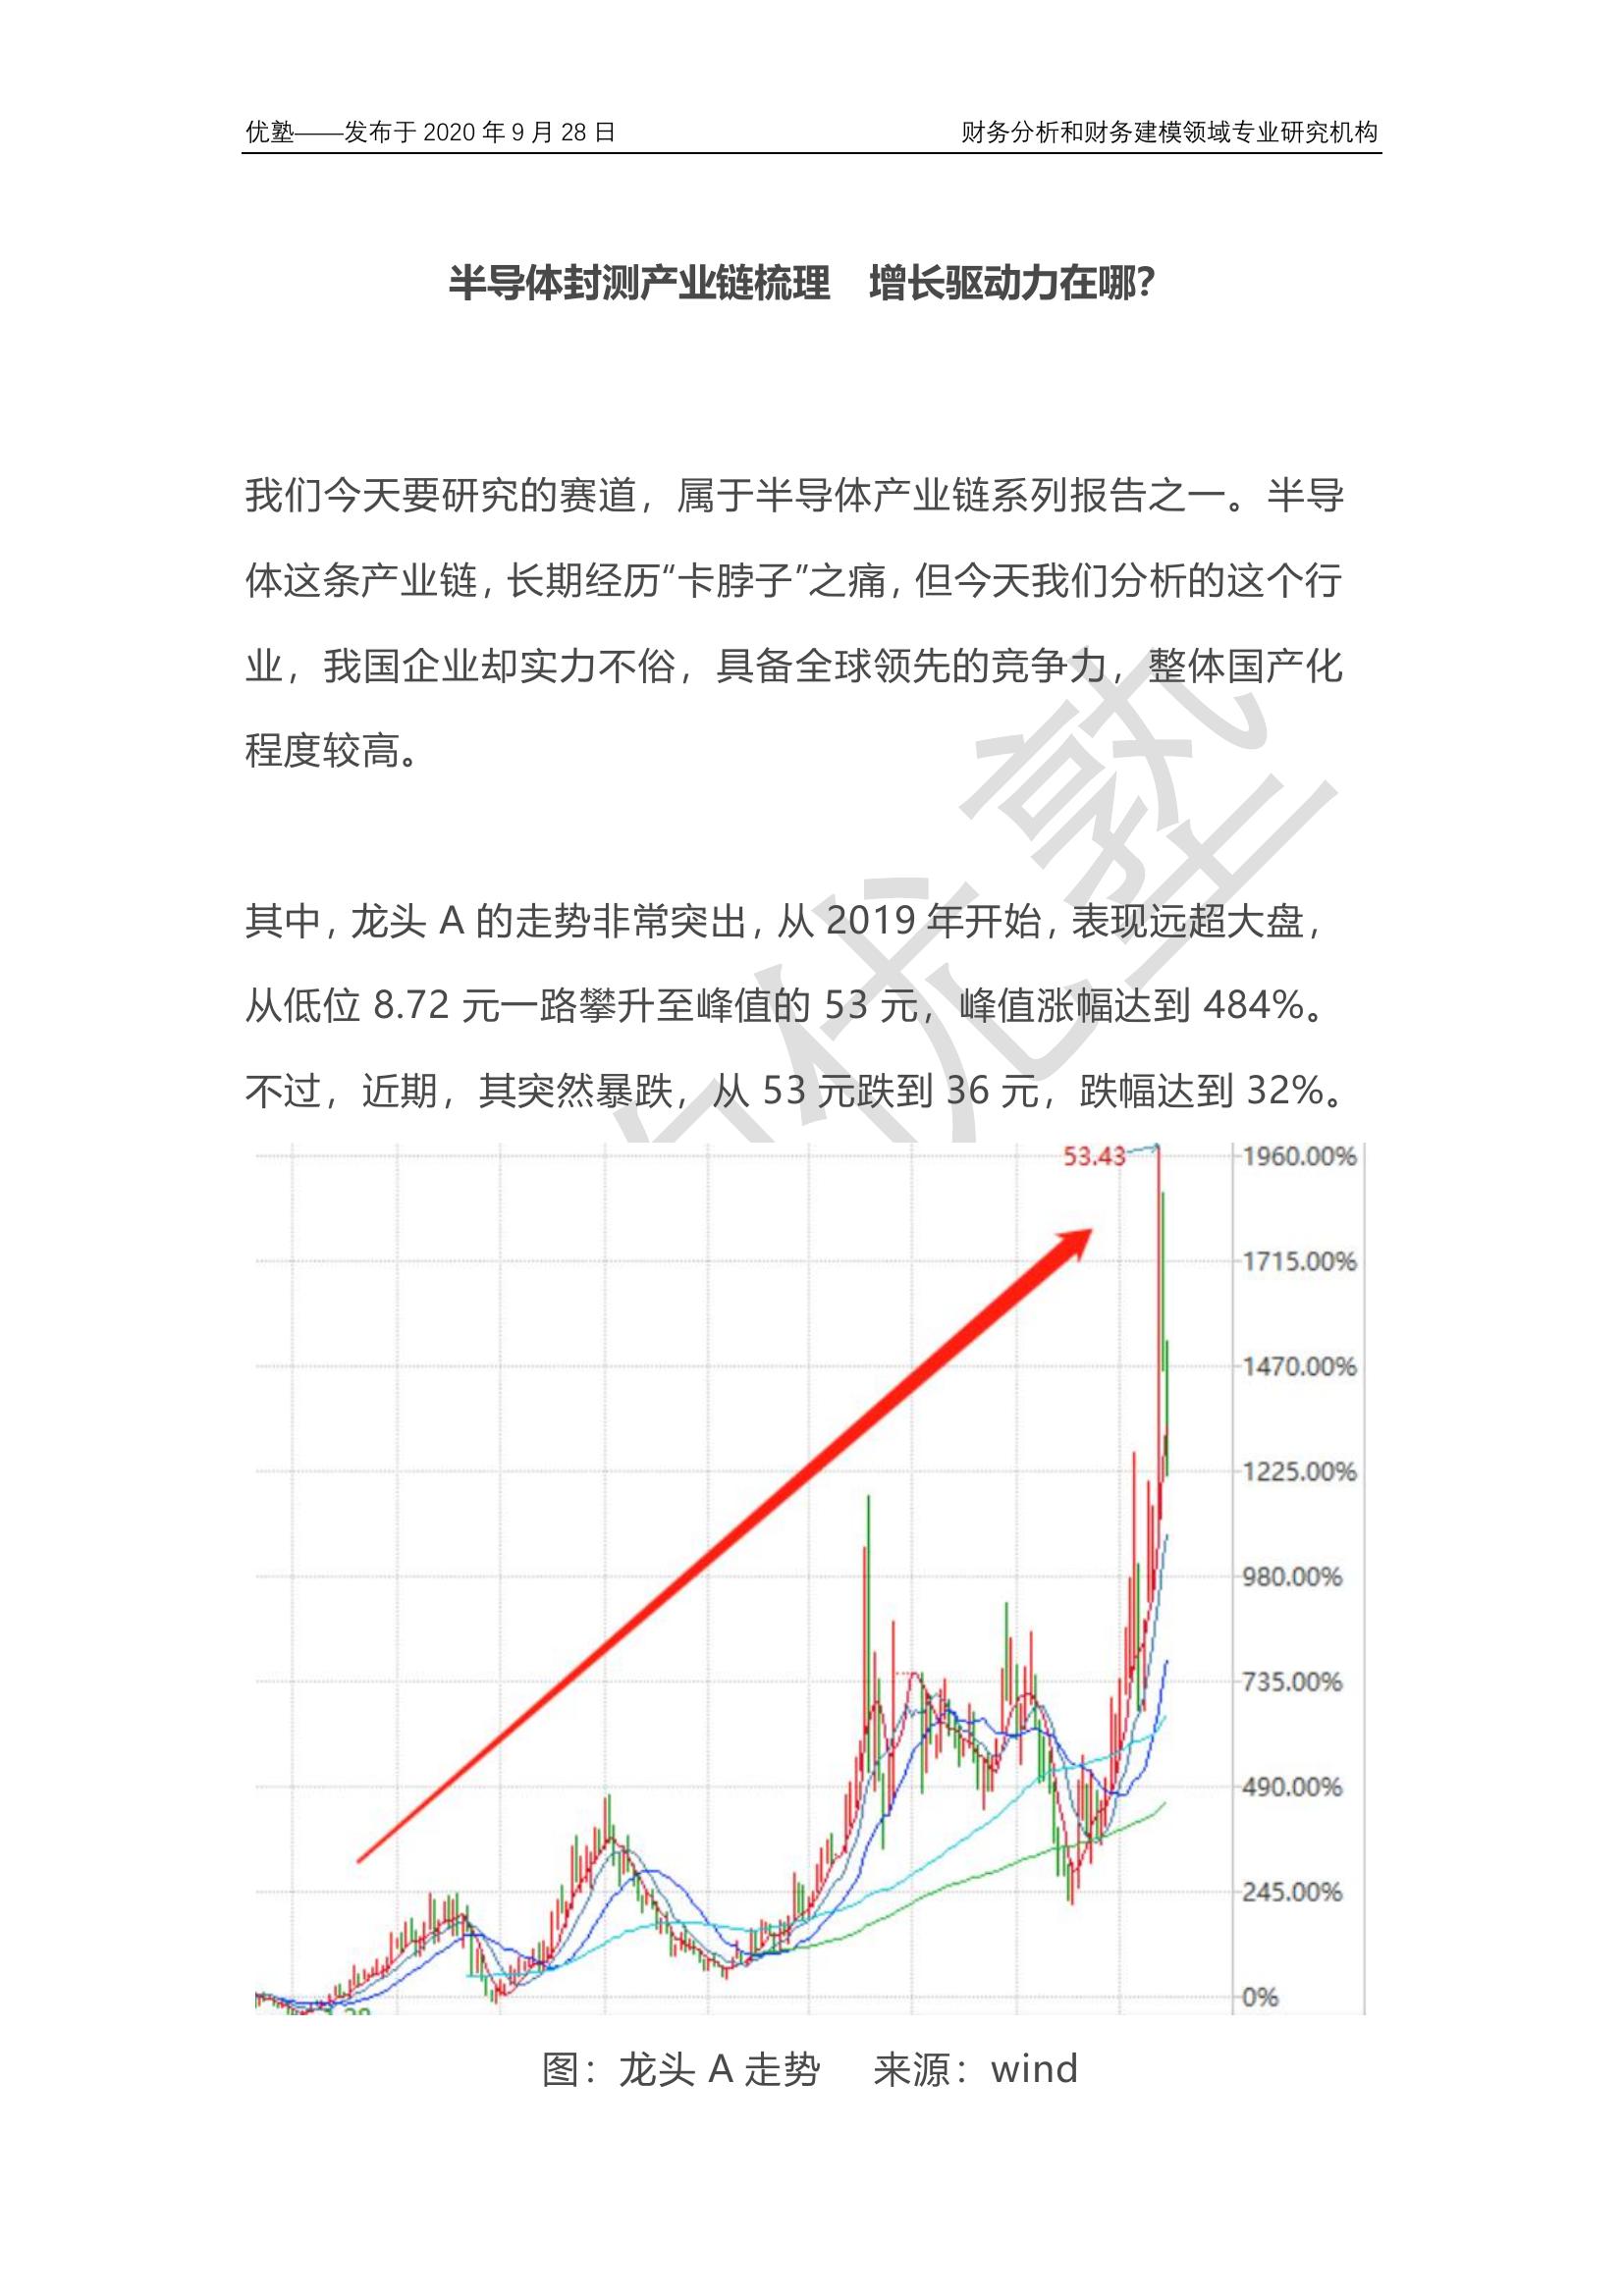 优塾——发布于 2020 年 9 月 28 日 财务分析和财务建模领域专业研究机构
半导体封测产业链梳理 增长驱动力在哪？
我们今天要研究的赛道，属于半导体产业链系列报告之一。半导
体这条产业链，长期经历“卡脖子”之痛，但今天我们分析的这个行
业，我国企业却实力不俗，具备全球领先的竞争力，整体国产化
程度较高。
其中，龙头 A 的走势非常突出，从 2019 年开始，表现远超大盘，
从低位 8.72 元一路攀升至峰值的 53 元，峰值涨幅达到 484%。
不过，近期，其突然暴跌，从 53 元跌到 36 元，跌幅达到 32%。
优塾
53.43
1960.00%
1715.00%
1470.00%
1225.00%
980.00%
735.00%
490.00%
245.00%
0%
图：龙头 A 走势 来源：wind